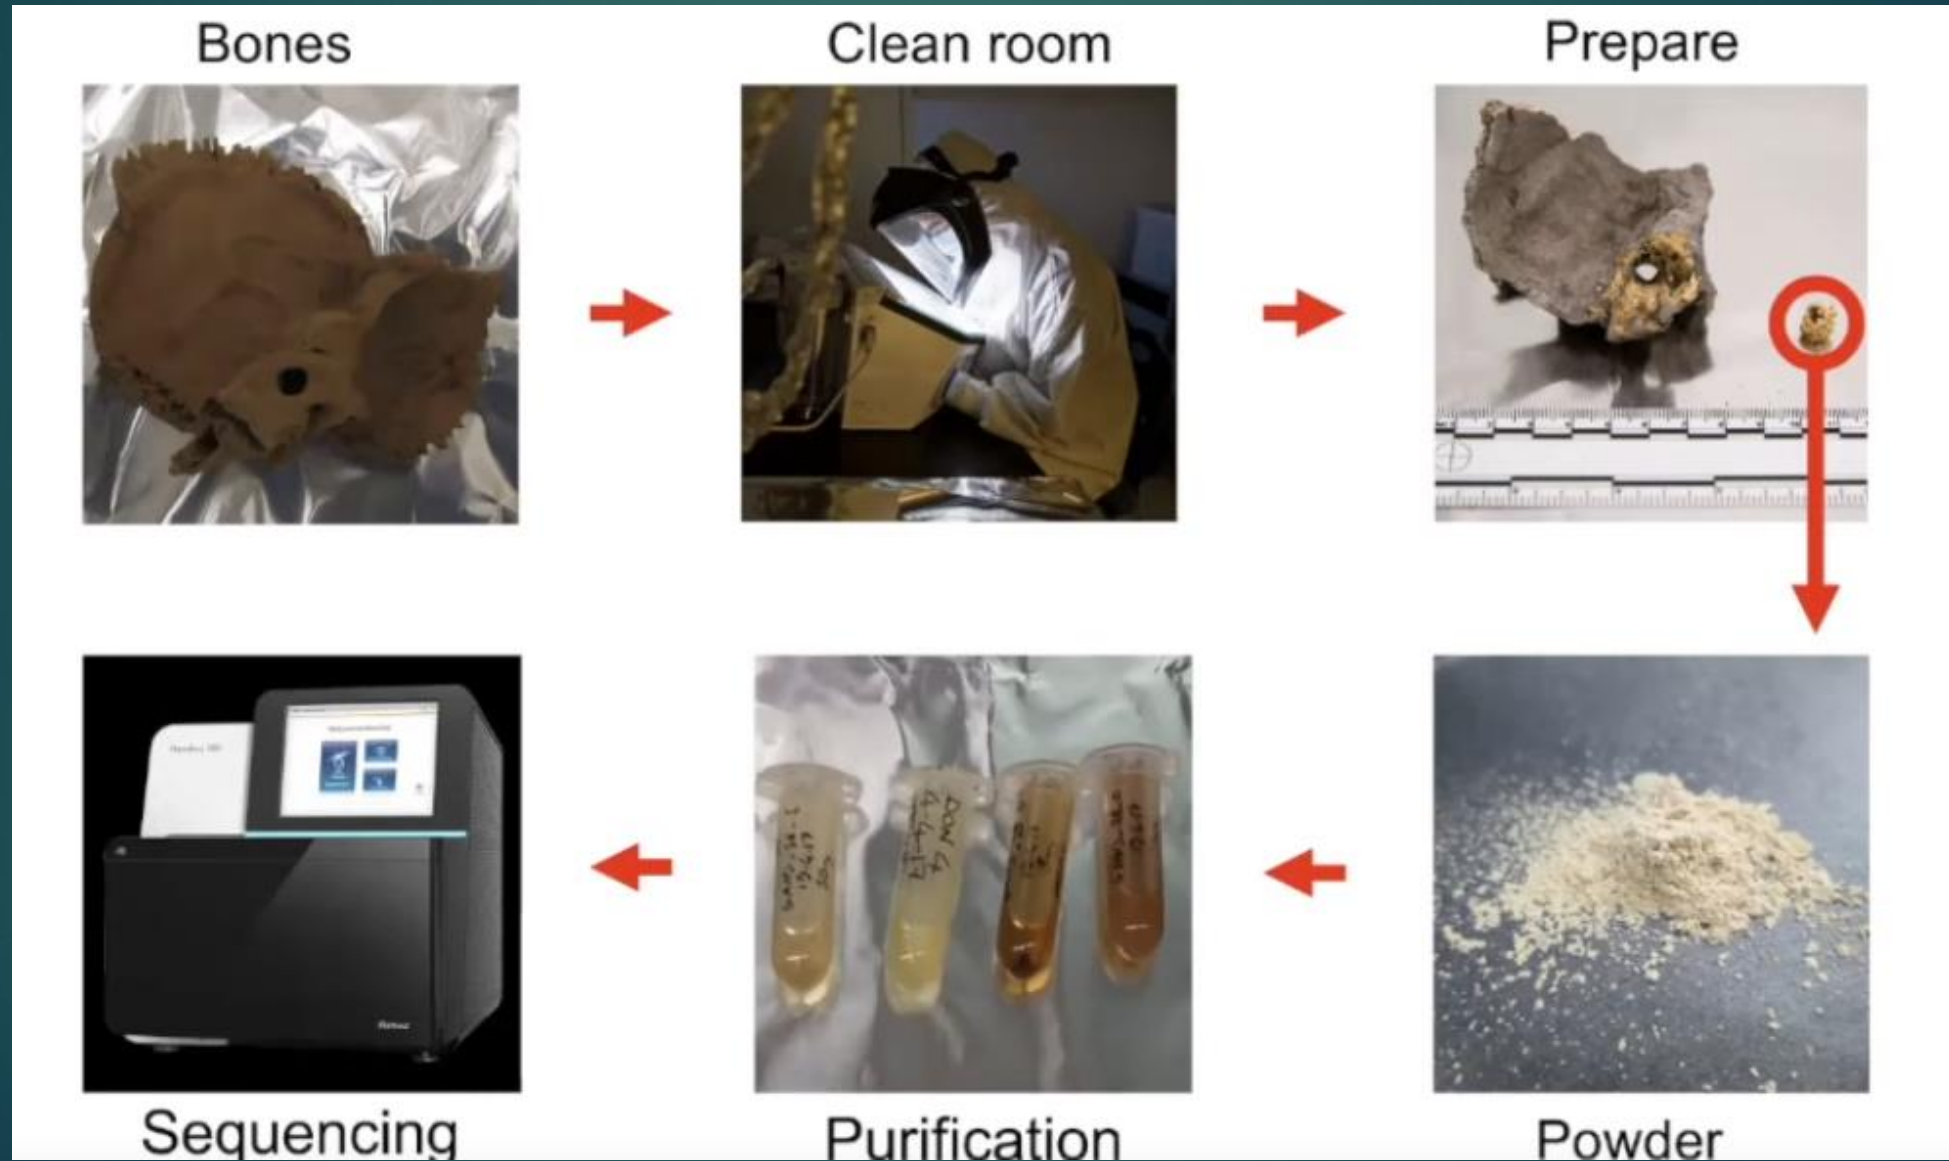 Bones
Clean room
Prepare
Sequencing
Purification
Powder